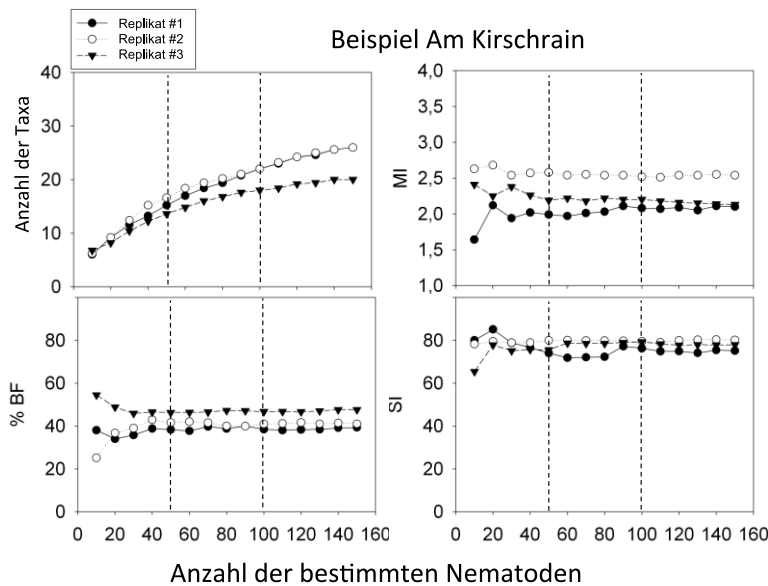 Replikat #1
Replikat #2
Replikat #3
Beispiel Am Kirschrain
Anzahl der Taxa
40
30
20
10
0
MI
4,0
3,5
3,0
2,5
2,0
1,5
1,0
% BF
80
60
40
20
0
0 20 40 60 80 100 120 140 160
SI
80
60
40
20
0
0 20 40 60 80 100 120 140 160
Anzahl der bestimmten Nematoden